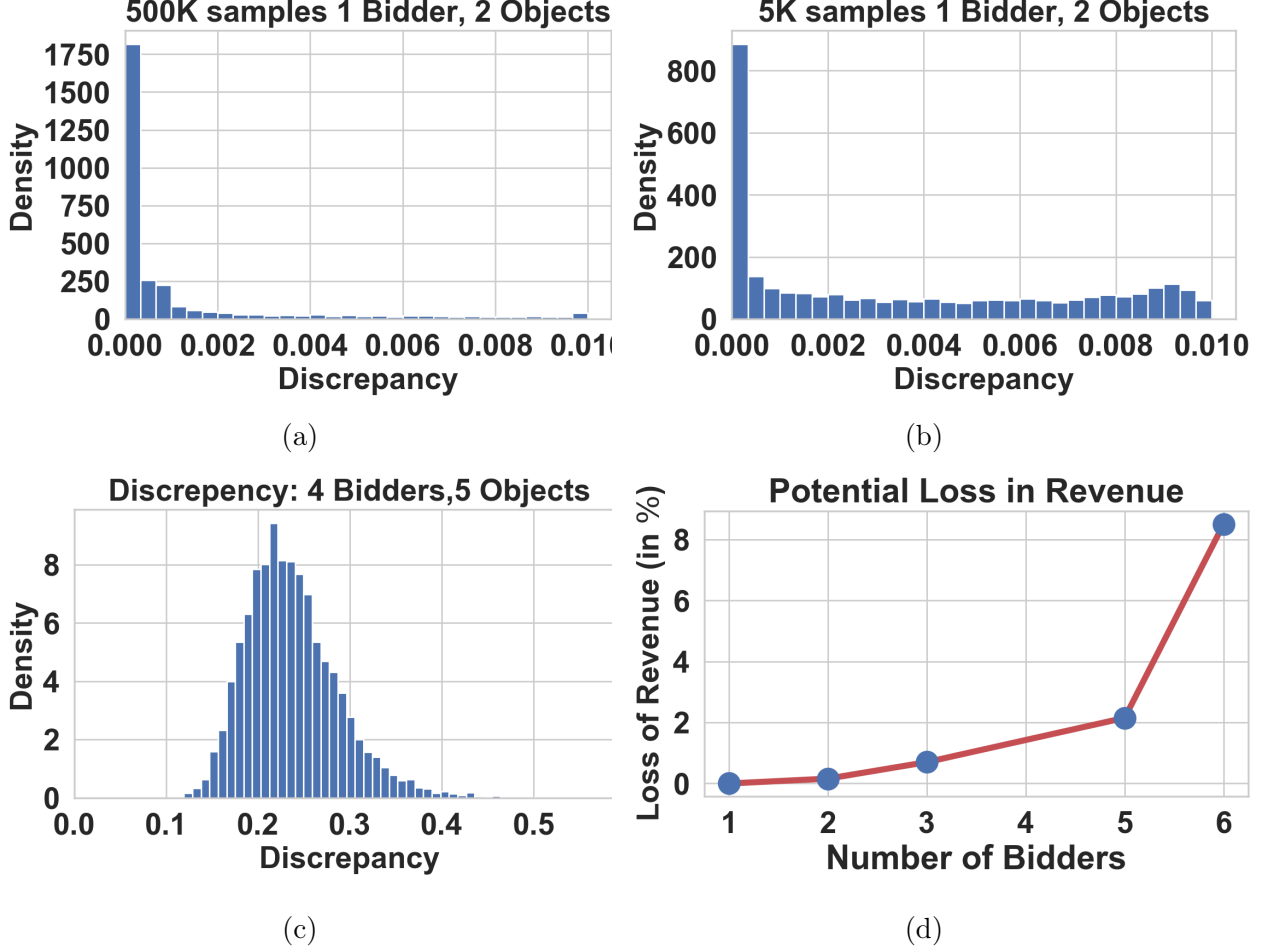 500K samples 1 Bidder, 2 Objects
Density
1750
1500
1250
1000
750
500
250
0
0.000 0.002 0.004 0.006 0.008 0.010
Discrepancy
(a)
5K samples 1 Bidder, 2 Objects
Density
800
600
400
200
0
0.000 0.002 0.004 0.006 0.008 0.010
Discrepancy
(b)
Discrepency: 4 Bidders,5 Objects
Density
8
6
4
2
0
0.0 0.1 0.2 0.3 0.4 0.5
Discrepancy
(c)
Potential Loss in Revenue
Loss of Revenue (in %)
8
6
4
2
0
1 2 3 4 5 6
Number of Bidders
(d)